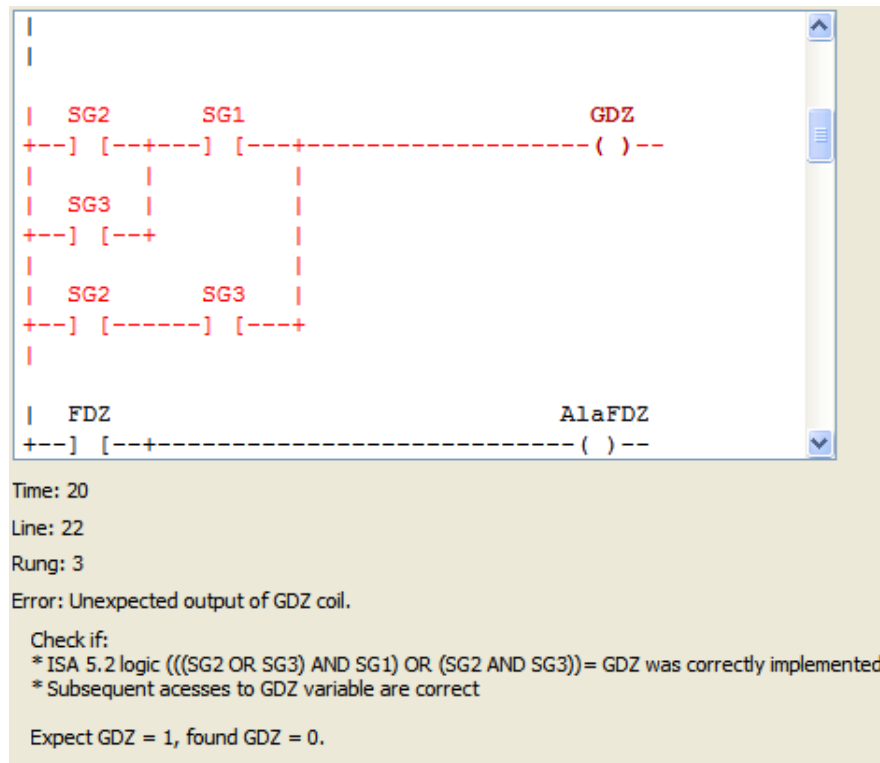 |
|
|   SG2      SG1                       GDZ
+--] [--+---] [---+-------------------( )--
|       |         |
|   SG3  |         |
+--] [--+         |
|                 |
|   SG2      SG3   |
+--] [------] [---+
|
|   FDZ                              AlaFDZ
+--] [--+----------------------------( )--
Time: 20
Line: 22
Rung: 3
Error: Unexpected output of GDZ coil.
Check if:
* ISA 5.2 logic (((SG2 OR SG3) AND SG1) OR (SG2 AND SG3))= GDZ was correctly implemented
* Subsequent acesses to GDZ variable are correct
Expect GDZ = 1, found GDZ = 0.